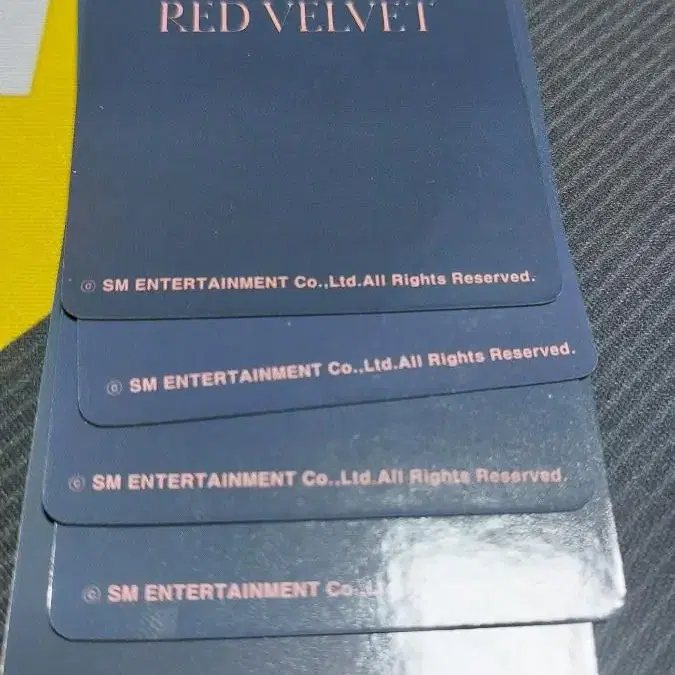 RED VELVET
ⓒ SM ENTERTAINMENT Co.,Ltd.All Rights Reserved.
ⓒ SM ENTERTAINMENT Co.,Ltd.All Rights Reserved.
ⓒ SM ENTERTAINMENT Co.,Ltd.All Rights Reserved.
ⓒ SM ENTERTAINMENT